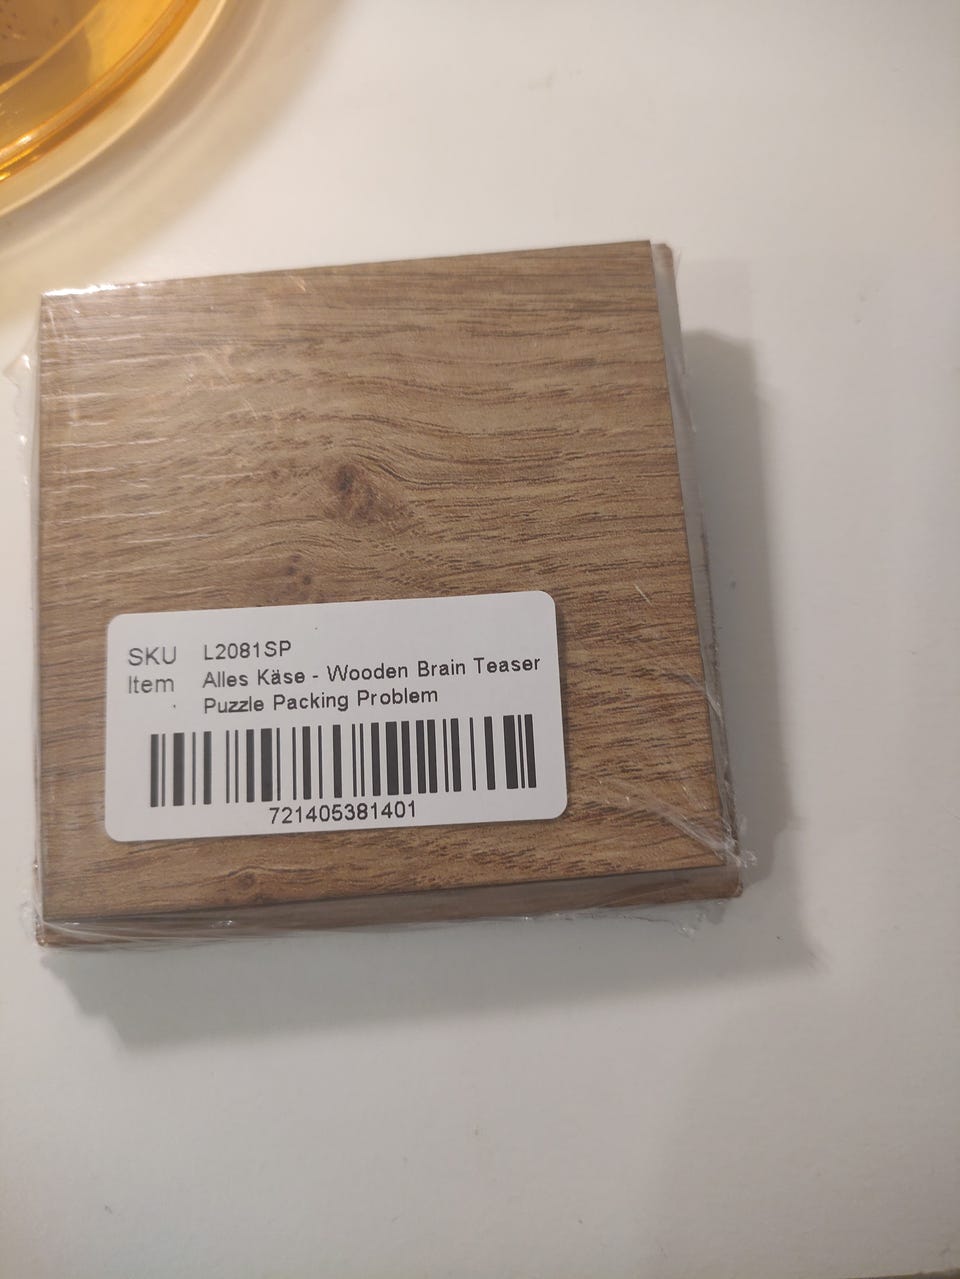 SKU L2081SP
Item Alles Käse - Wooden Brain Teaser
Puzzle Packing Problem
721405381401